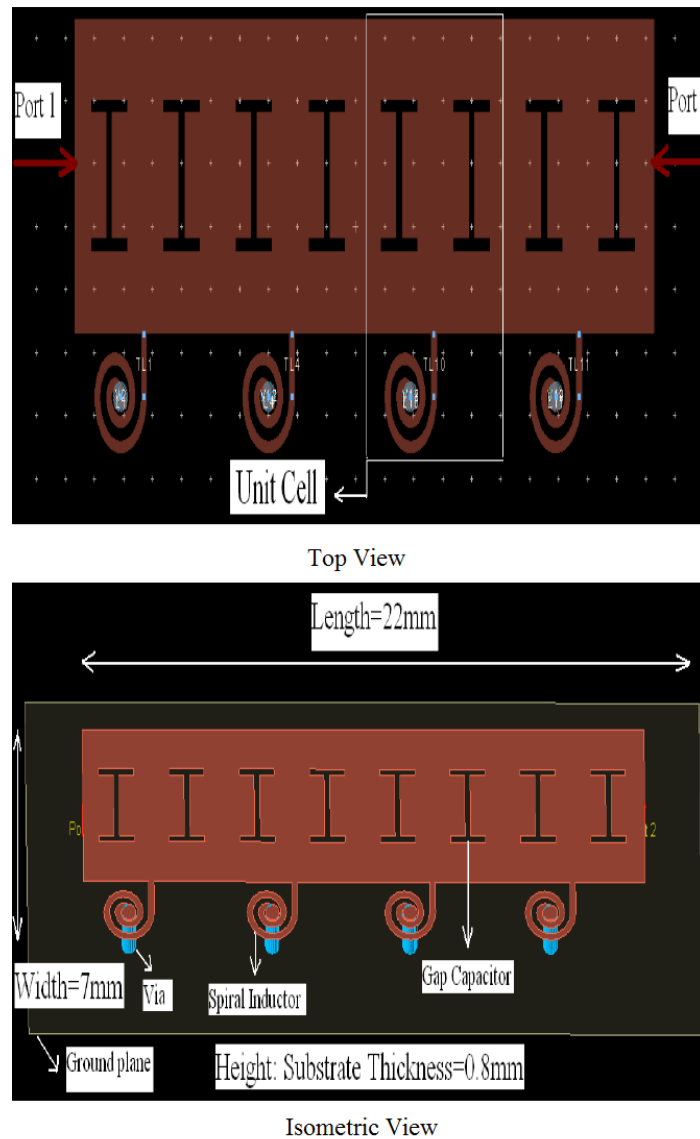 Port 1
Port
TL1
TL4
TL10
TL11
Unit Cell
Top View
Length=22mm
Po
t 2
Width=7mm
Via
Spiral Inductor
Gap Capacitor
Ground plane
Height: Substrate Thickness=0.8mm
Isometric View